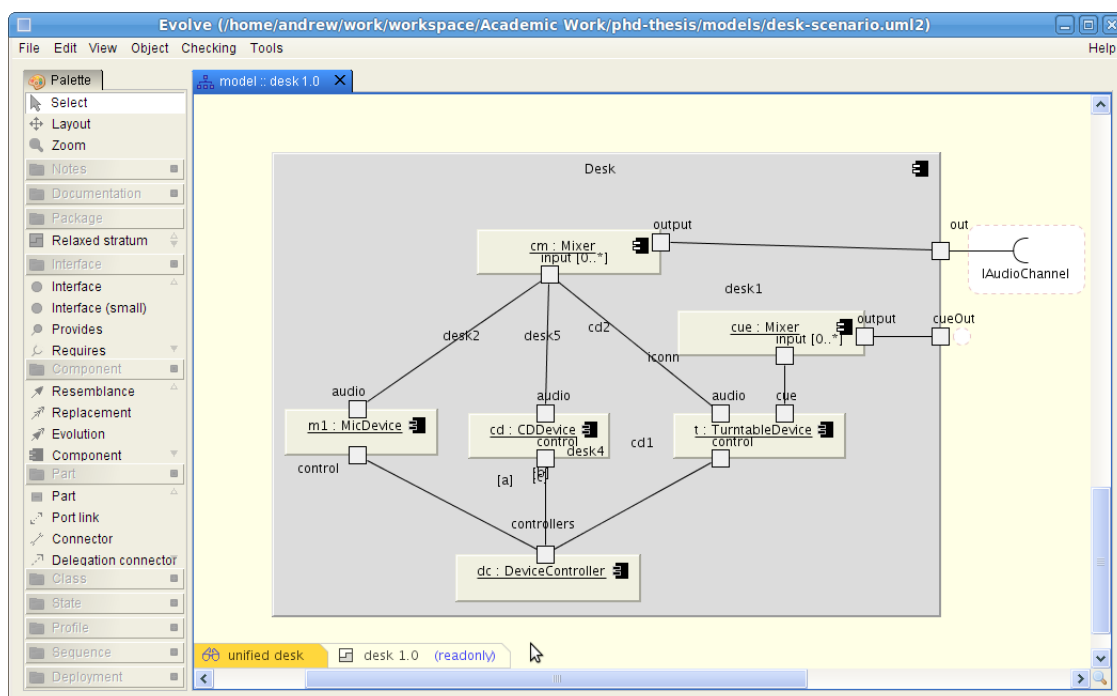 Evolve (/home/andrew/work/workspace/Academic Work/phd-thesis/models/desk-scenario.uml2)
File Edit View Object Checking Tools Help
Palette
Select
Layout
Zoom
Notes
Documentation
Package
Relaxed stratum
Interface
Interface
Interface (small)
Provides
Requires
Component
Resemblance
Replacement
Evolution
Component
Part
Part
Port link
Connector
Delegation connector
Class
State
Profile
Sequence
Deployment
model :: desk 1.0
Desk
output
out
cm : Mixer
input [0..*]
IAudioChannel
desk1
output
cueOut
cue : Mixer
input [0..*]
desk2
desk5
cd2
iconn
audio
audio
audio
cue
m1 : MicDevice
cd : CDDevice
t : TurntableDevice
control
control
control
desk4
cd1
[a]
controllers
dc : DeviceController
unified desk
desk 1.0 (readonly)